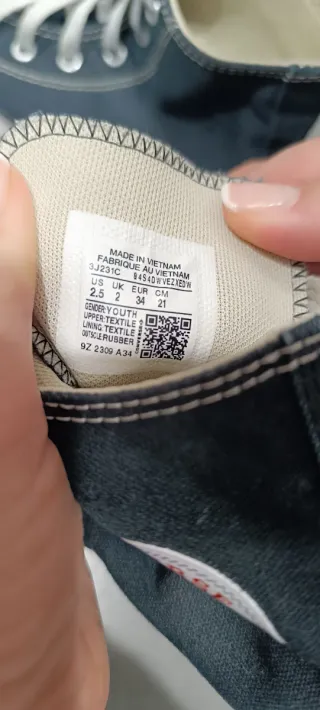 MADE IN VIETNAM
FABRIQUE AU VIETNAM
3J231C 84S4DWVEZXEDW
US UK EUR CM
2.5 2 34 21
GENDER:YOUTH
UPPER:TEXTILE
LINING:TEXTILE
OUTSOLE:RUBBER
9Z 2309 A34